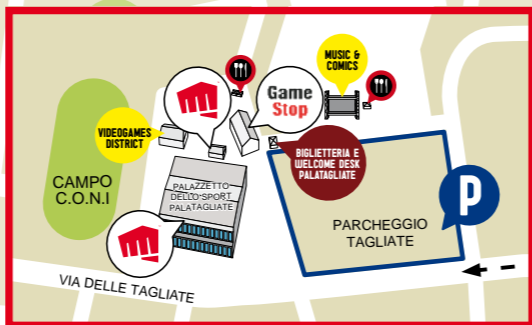 MUSIC &
COMICS
Game
Stop
VIDEOGAMES
DISTRICT
BIGLIETTERIA E
WELCOME DESK
PALATAGLIATE
CAMPO
C.O.N.I
PALAZZETTO
DELLO SPORT
PALATAGLIATE
P
PARCHEGGIO
TAGLIATE
VIA DELLE TAGLIATE